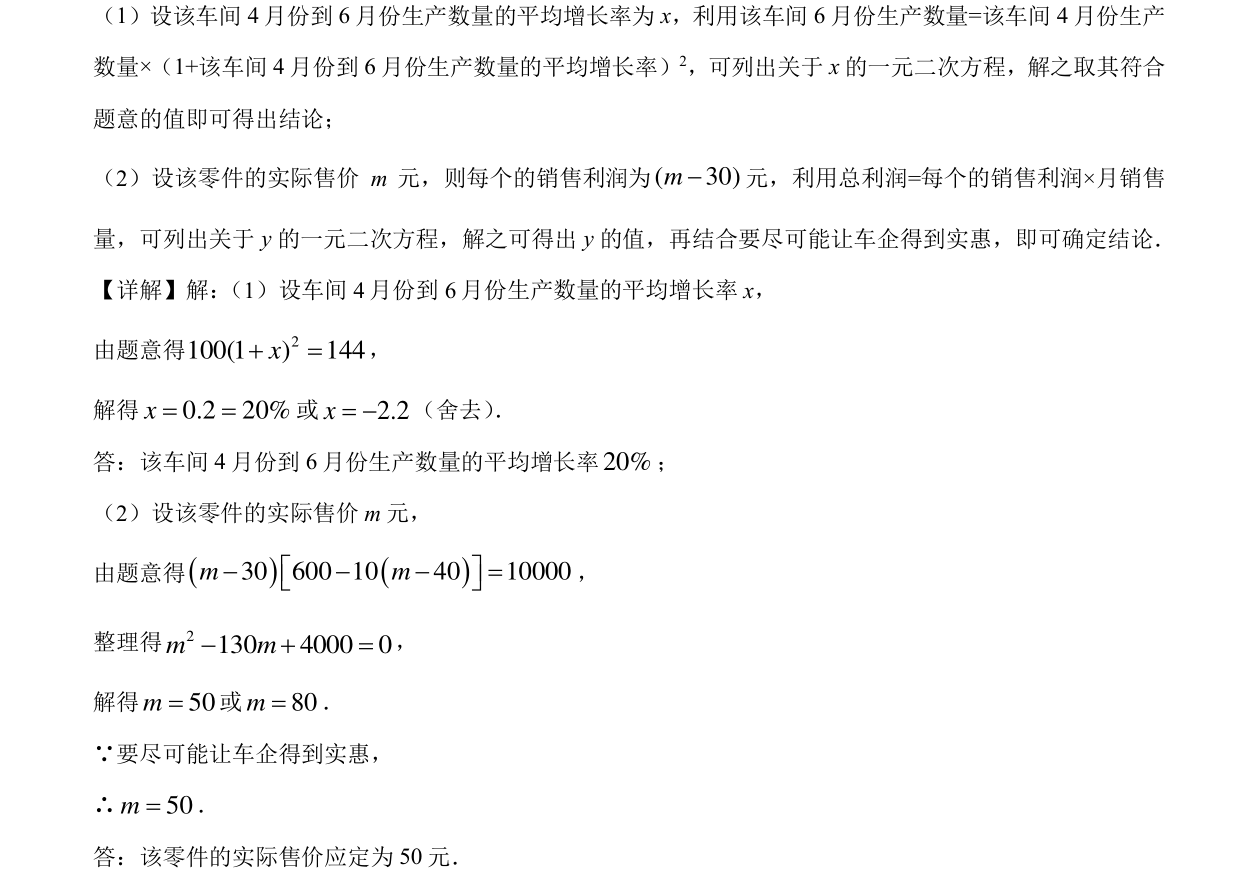 （1）设该车间 4 月份到 6 月份生产数量的平均增长率为 x，利用该车间 6 月份生产数量=该车间 4 月份生产
数量×（1+该车间 4 月份到 6 月份生产数量的平均增长率）²，可列出关于 x 的一元二次方程，解之取其符合
题意的值即可得出结论；
（2）设该零件的实际售价 m 元，则每个的销售利润为(m−30)元，利用总利润=每个的销售利润×月销售
量，可列出关于 y 的一元二次方程，解之可得出 y 的值，再结合要尽可能让车企得到实惠，即可确定结论．
【详解】解：（1）设车间 4 月份到 6 月份生产数量的平均增长率 x，
由题意得100(1+x)²=144，
解得 x=0.2=20% 或 x=−2.2（舍去）．
答：该车间 4 月份到 6 月份生产数量的平均增长率20%；
（2）设该零件的实际售价 m 元，
由题意得(m−30)[600−10(m−40)]=10000，
整理得m²−130m+4000=0，
解得m=50或m=80．
∵要尽可能让车企得到实惠，
∴m=50．
答：该零件的实际售价应定为 50 元．